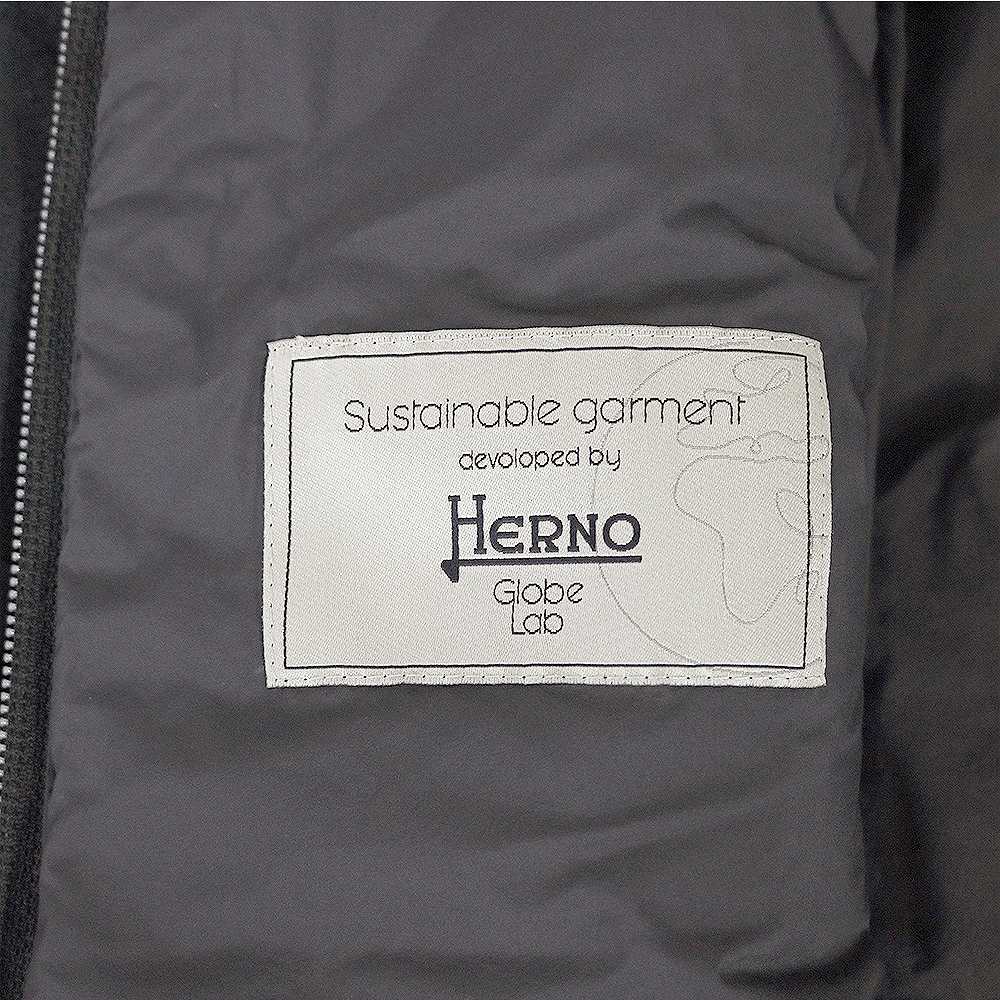 Sustainable garment
devoloped by
HERNO
Globe
Lab